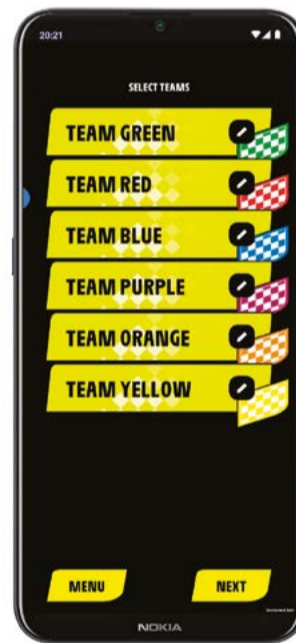 20:21
SELECT TEAMS
TEAM GREEN
TEAM RED
TEAM BLUE
TEAM PURPLE
TEAM ORANGE
TEAM YELLOW
MENU
NEXT
NOKIA